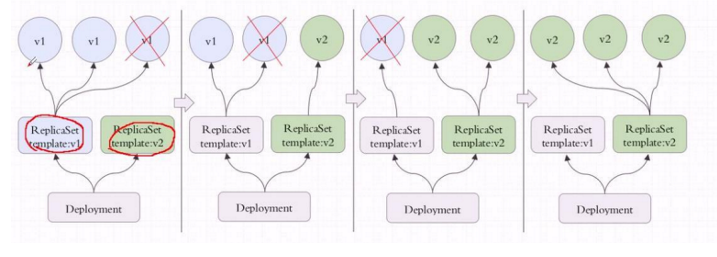 v1
v1
v1
ReplicaSet
template:v1
ReplicaSet
template:v2
Deployment
v1
v1
v2
ReplicaSet
template:v1
ReplicaSet
template:v2
Deployment
v1
v2
v2
ReplicaSet
template:v1
ReplicaSet
template:v2
Deployment
v2
v2
v2
ReplicaSet
template:v1
ReplicaSet
template:v2
Deployment